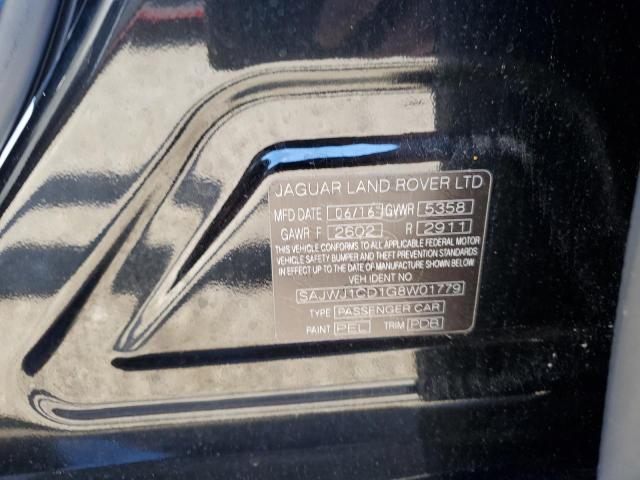 JAGUAR LAND ROVER LTD
MFD DATE 06/16 GVWR 5358
GAWR F 2602 R 2911
THIS VEHICLE CONFORMS TO ALL APPLICABLE FEDERAL MOTOR
VEHICLE SAFETY BUMPER AND THEFT PREVENTION STANDARDS
IN EFFECT UP TO THE DATE OF MANUFACTURE SHOWN BELOW.
VEH IDENT NO
SAJWJ1CD1G8W01779
TYPE PASSENGER CAR
PAINT PEL TRIM PDB